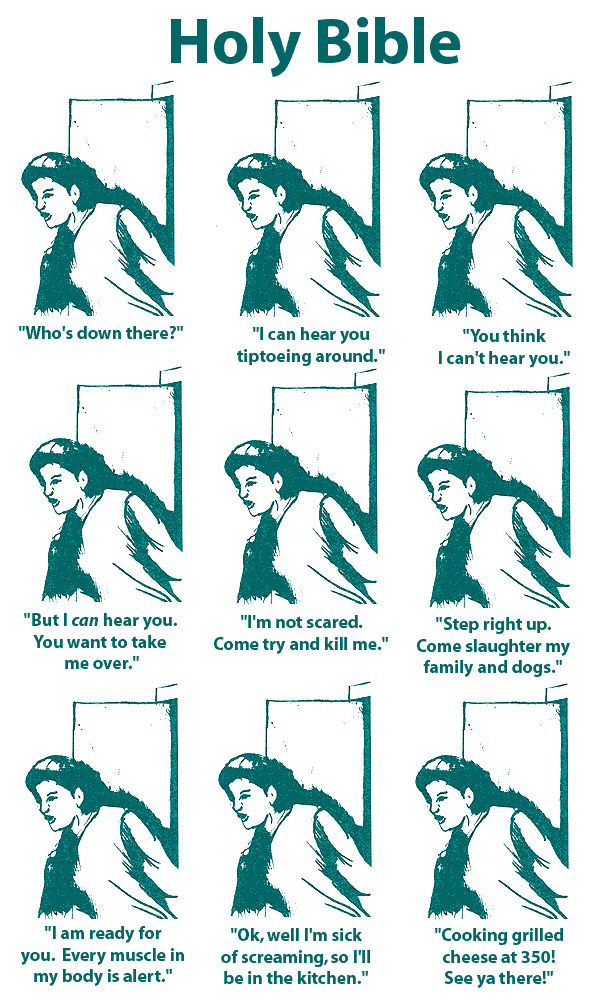 Holy Bible
"Who's down there?"
"I can hear you
tiptoeing around."
"You think
I can't hear you."
"But I can hear you.
You want to take
me over."
"I'm not scared.
Come try and kill me."
"Step right up.
Come slaughter my
family and dogs."
"I am ready for
you.  Every muscle in
my body is alert."
"Ok, well I'm sick
of screaming, so I'll
be in the kitchen."
"Cooking grilled
cheese at 350!
See ya there!"